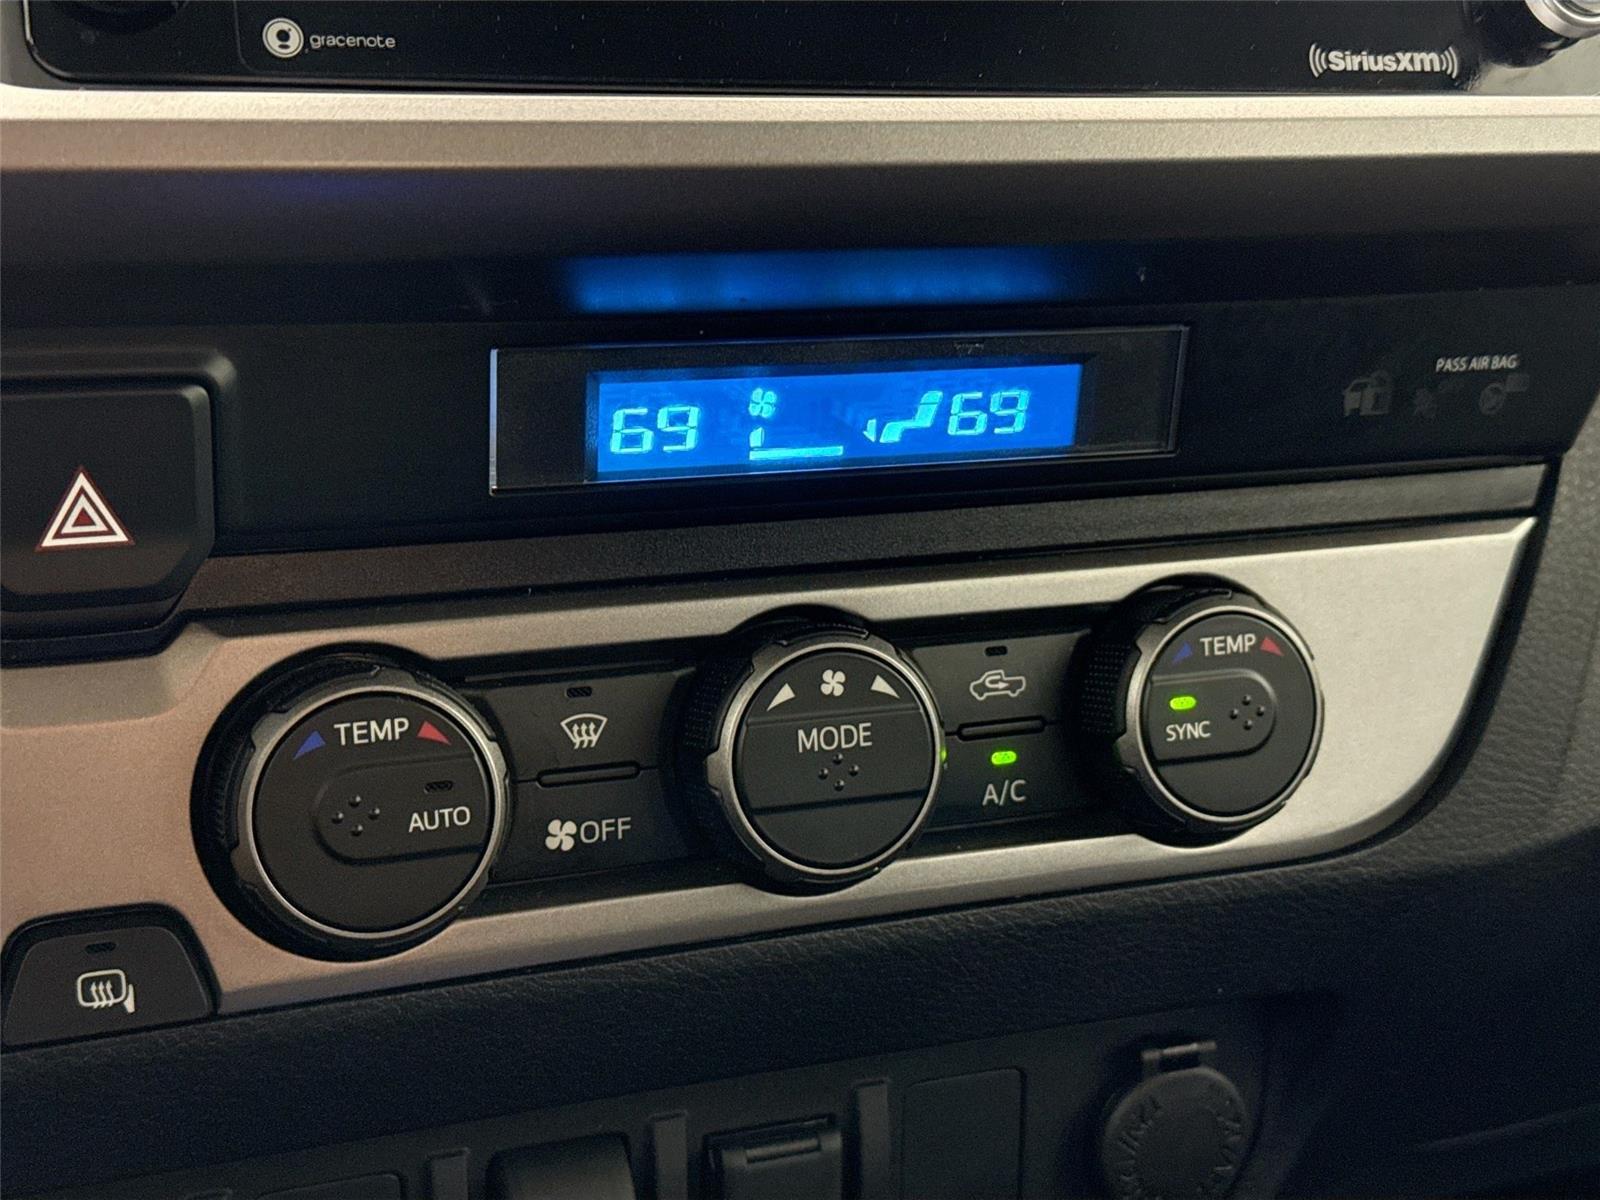 gracenote
SiriusXM
PASS AIR BAG
69 69
TEMP
AUTO
OFF
MODE
A/C
TEMP
SYNC